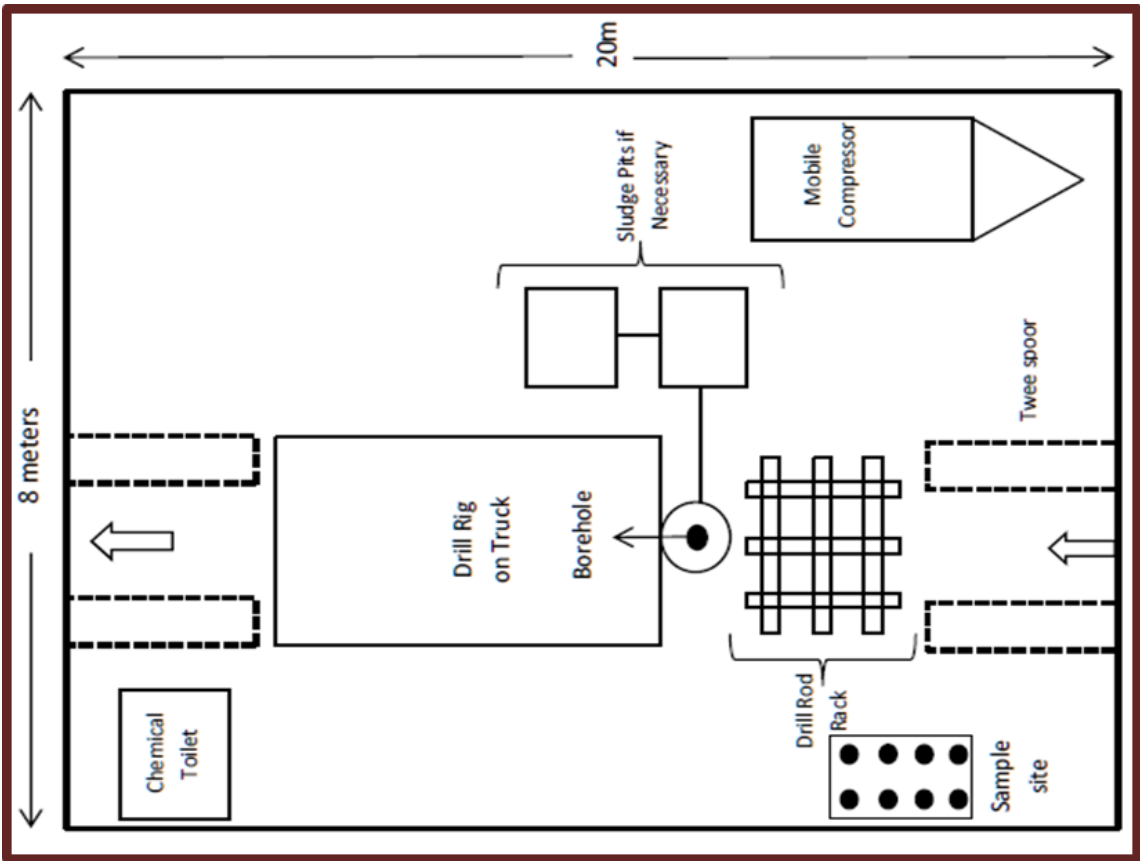 20m
8 meters
Sludge Pits if
Necessary
Mobile
Compressor
Drill Rig
on Truck
Borehole
Twee spoor
Chemical
Toilet
Drill Rod
Rack
Sample
site